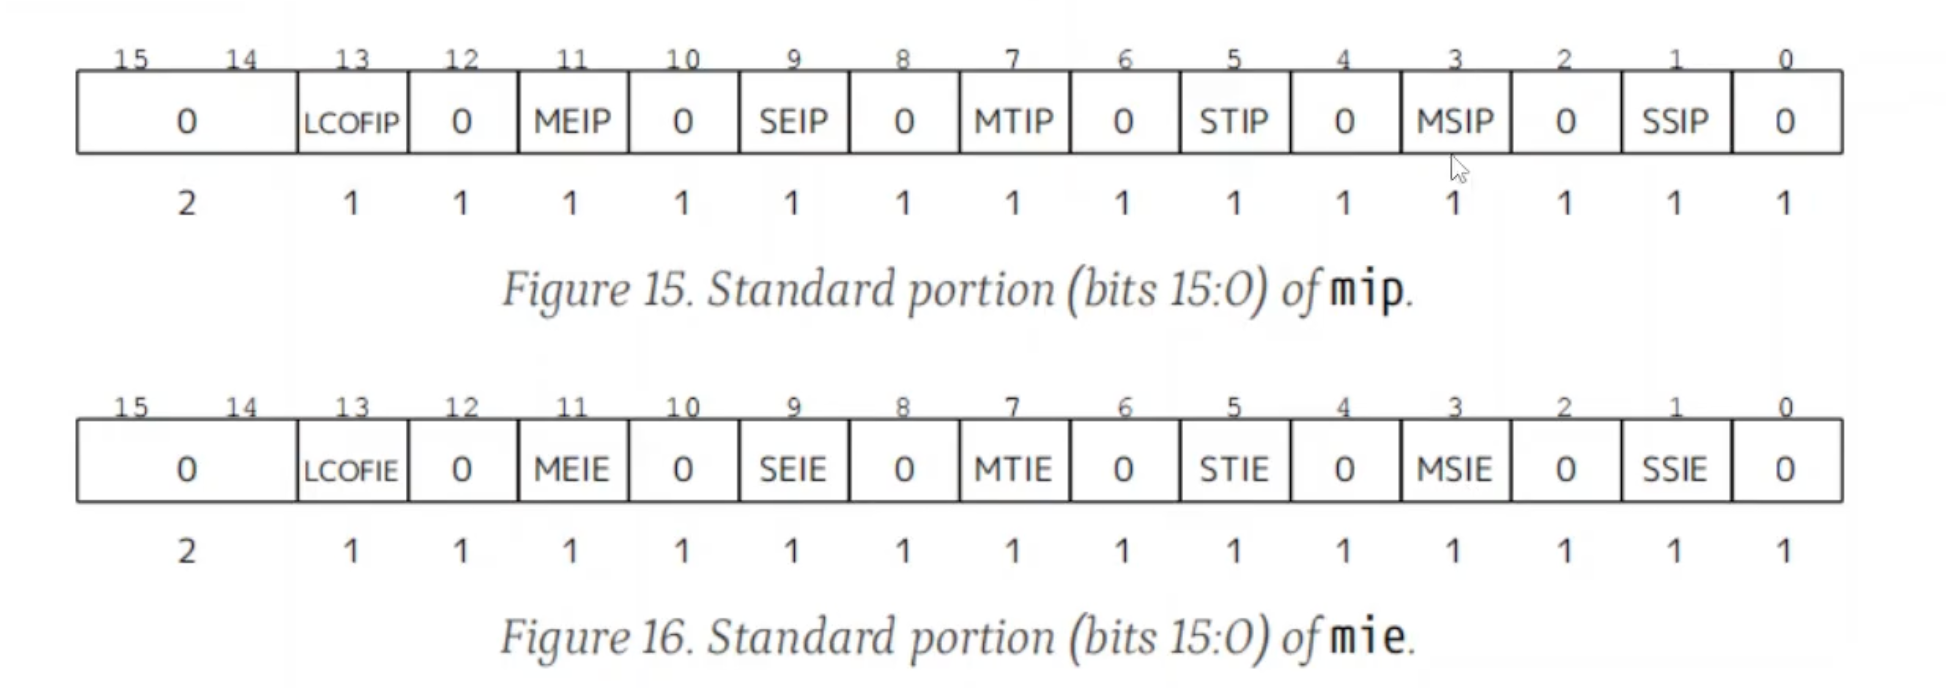 15 14 13 12 11 10 9 8 7 6 5 4 3 2 1 0
0 LCOFIP 0 MEIP 0 SEIP 0 MTIP 0 STIP 0 MSIP 0 SSIP 0
2 1 1 1 1 1 1 1 1 1 1 1 1 1 1
Figure 15. Standard portion (bits 15:0) of mip.
15 14 13 12 11 10 9 8 7 6 5 4 3 2 1 0
0 LCOFIE 0 MEIE 0 SEIE 0 MTIE 0 STIE 0 MSIE 0 SSIE 0
2 1 1 1 1 1 1 1 1 1 1 1 1 1 1
Figure 16. Standard portion (bits 15:0) of mie.